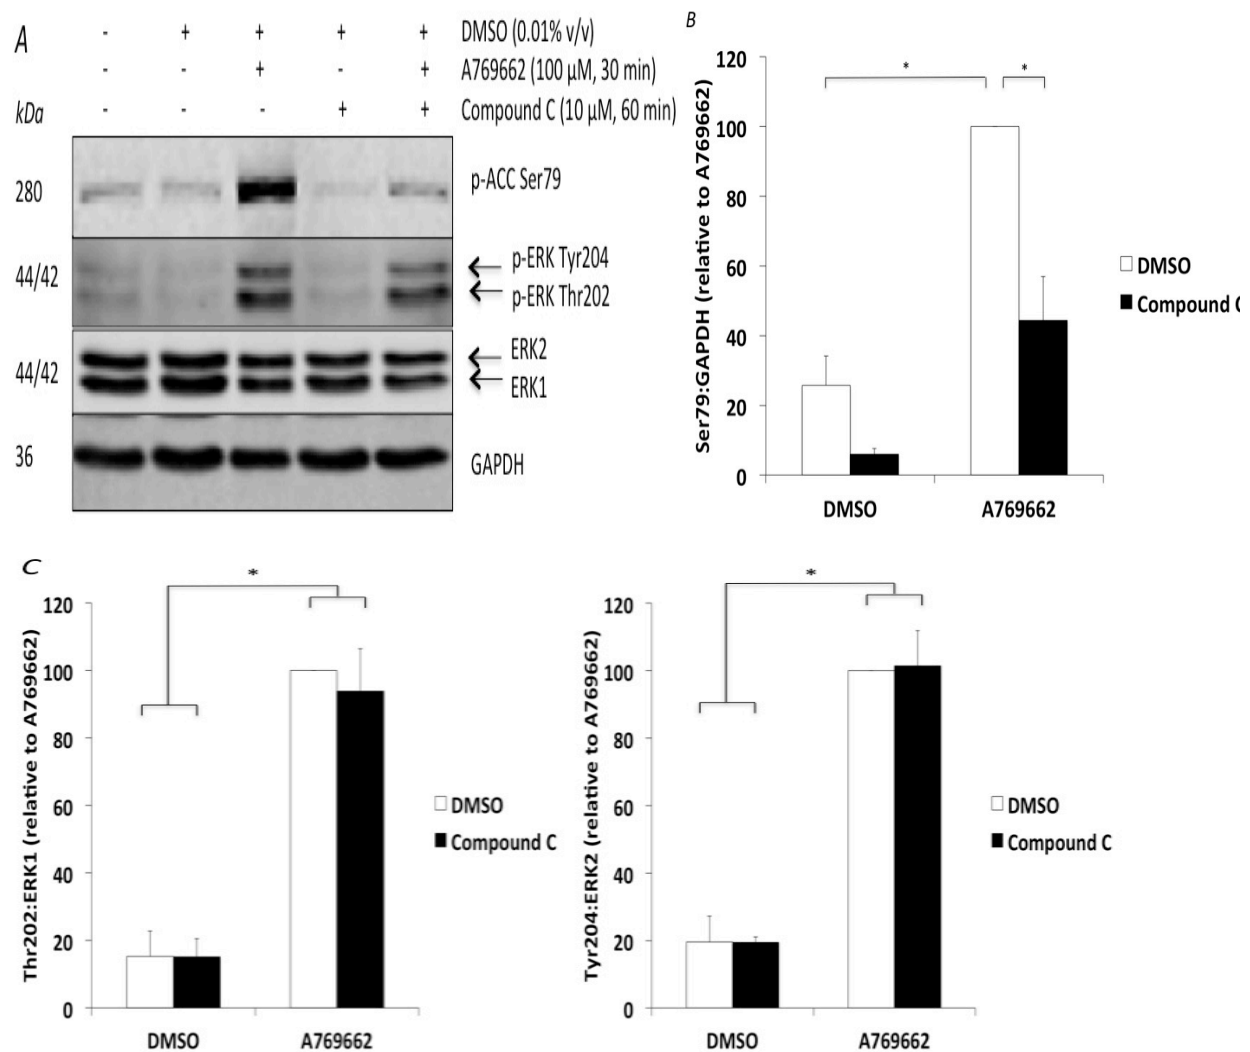 A
- + + + + DMSO (0.01% v/v)
- - + - + A769662 (100 µM, 30 min)
kDa - - - + + Compound C (10 µM, 60 min)
280 p-ACC Ser79
44/42 p-ERK Tyr204
p-ERK Thr202
44/42 ERK2
ERK1
36 GAPDH
B
Ser79:GAPDH (relative to A769662)
120
100
80
60
40
20
0
* *
DMSO A769662
DMSO
Compound C
C
Thr202:ERK1 (relative to A769662)
120
100
80
60
40
20
0
*
DMSO A769662
DMSO
Compound C
Tyr204:ERK2 (relative to A769662)
120
100
80
60
40
20
0
*
DMSO A769662
DMSO
Compound C